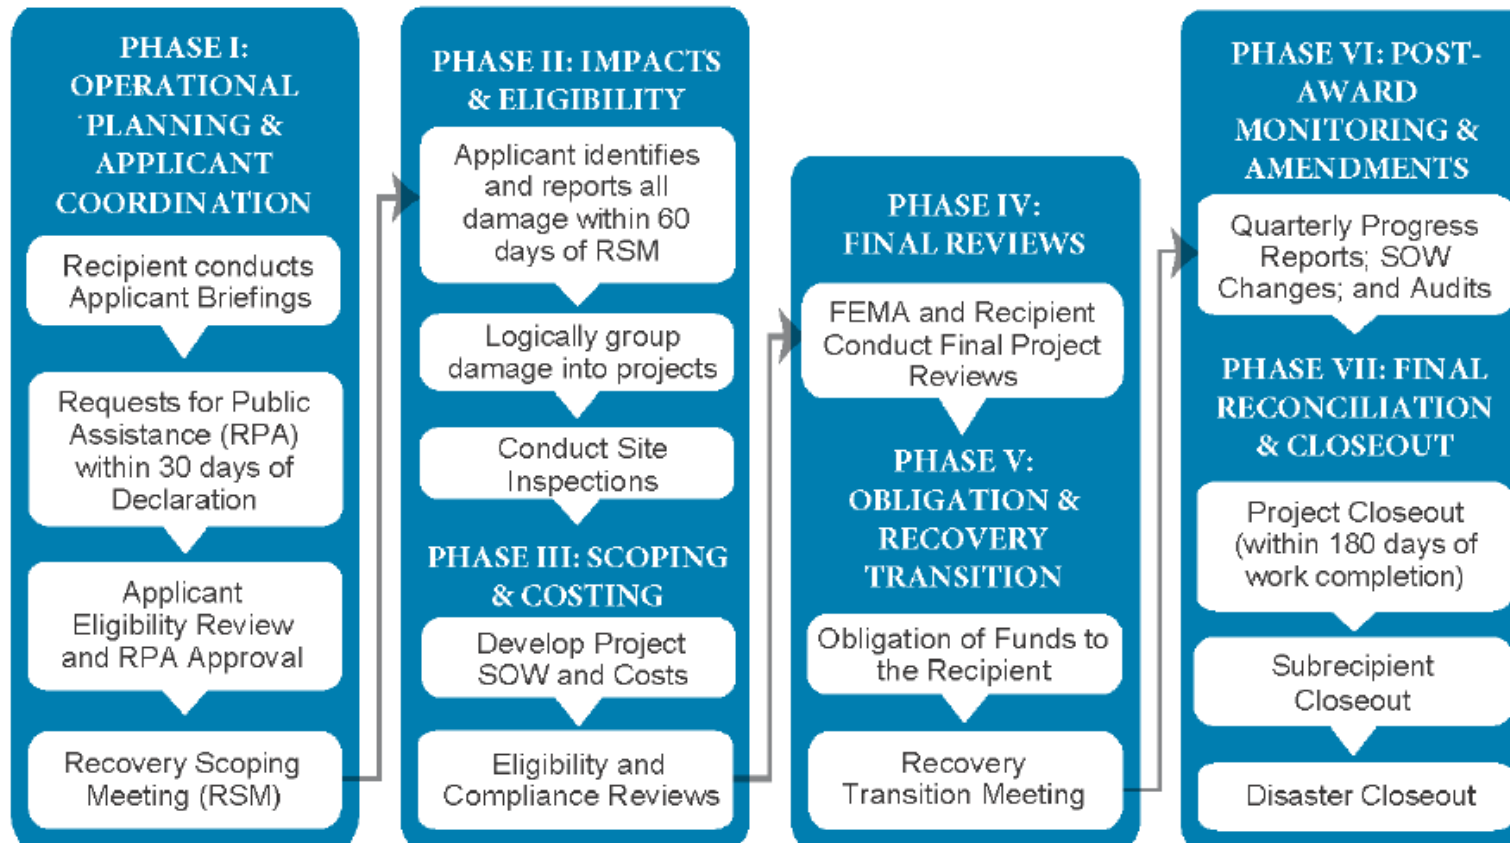 PHASE I:
OPERATIONAL
PLANNING &
APPLICANT
COORDINATION
Recipient conducts
Applicant Briefings
Requests for Public
Assistance (RPA)
within 30 days of
Declaration
Applicant
Eligibility Review
and RPA Approval
Recovery Scoping
Meeting (RSM)
PHASE II: IMPACTS
& ELIGIBILITY
Applicant identifies
and reports all
damage within 60
days of RSM
Logically group
damage into projects
Conduct Site
Inspections
PHASE III: SCOPING
& COSTING
Develop Project
SOW and Costs
Eligibility and
Compliance Reviews
PHASE IV:
FINAL REVIEWS
FEMA and Recipient
Conduct Final Project
Reviews
PHASE V:
OBLIGATION &
RECOVERY
TRANSITION
Obligation of Funds to
the Recipient
Recovery
Transition Meeting
PHASE VI: POST-
AWARD
MONITORING &
AMENDMENTS
Quarterly Progress
Reports; SOW
Changes; and Audits
PHASE VII: FINAL
RECONCILIATION
& CLOSEOUT
Project Closeout
(within 180 days of
work completion)
Subrecipient
Closeout
Disaster Closeout